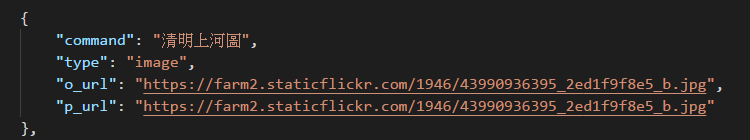 {
"command": "清明上河圖",
"type": "image",
"o_url": "https://farm2.staticflickr.com/1946/43990936395_2ed1f9f8e5_b.jpg",
"p_url": "https://farm2.staticflickr.com/1946/43990936395_2ed1f9f8e5_b.jpg"
},